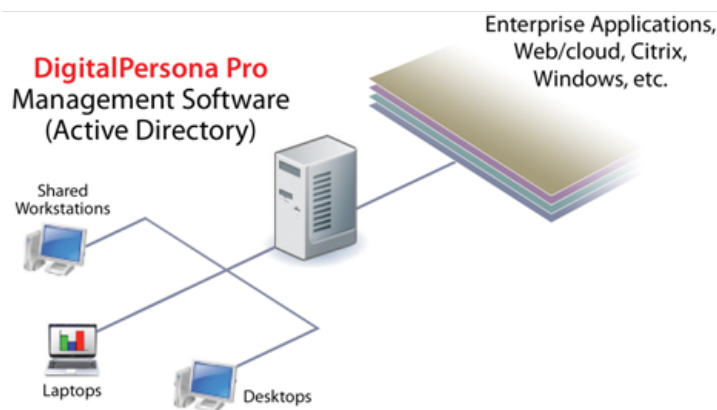 DigitalPersona Pro
Management Software
(Active Directory)
Enterprise Applications,
Web/cloud, Citrix,
Windows, etc.
Shared
Workstations
Laptops
Desktops